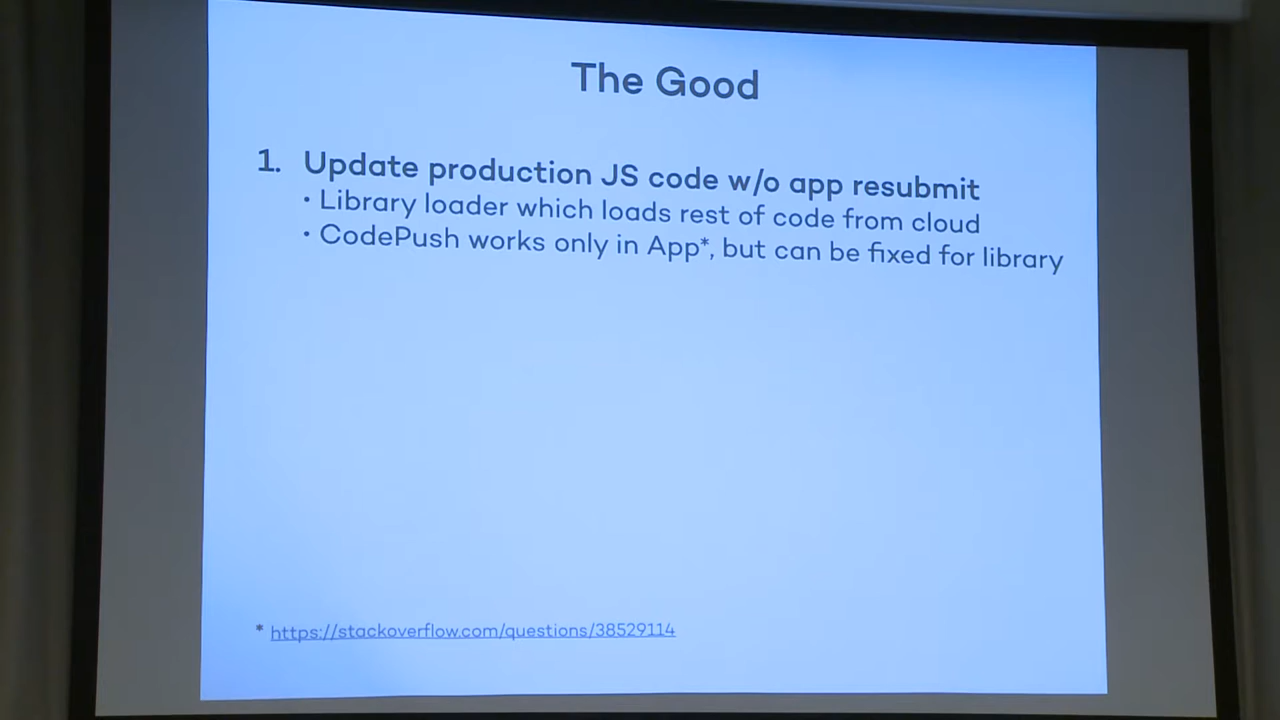 The Good
1. Update production JS code w/o app resubmit
• Library loader which loads rest of code from cloud
• CodePush works only in App*, but can be fixed for library
* https://stackoverflow.com/questions/38529114